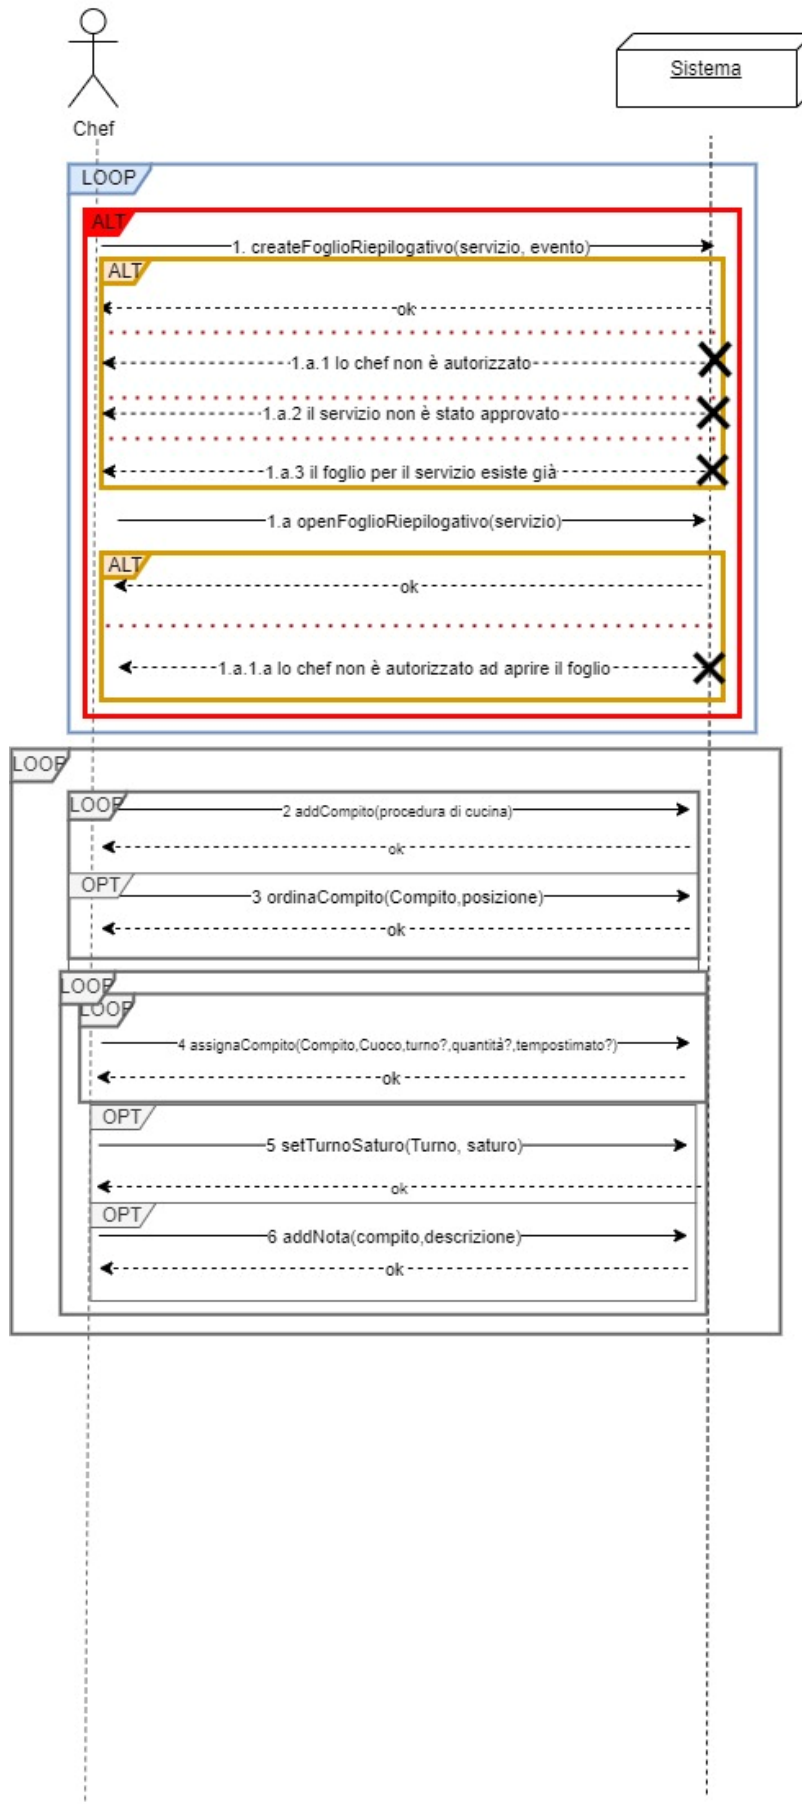 Chef
Sistema
LOOP
ALT
1. createFoglioRiepilogativo(servizio, evento)
ALT
ok
1.a.1 lo chef non è autorizzato
1.a.2 il servizio non è stato approvato
1.a.3 il foglio per il servizio esiste già
1.a openFoglioRiepilogativo(servizio)
ALT
ok
1.a.1.a lo chef non è autorizzato ad aprire il foglio
LOOP
LOOP
2 addCompito(procedura di cucina)
ok
OPT
3 ordinaCompito(Compito,posizione)
ok
LOOP
LOOP
4 assignaCompito(Compito,Cuoco,turno?,quantità?,tempostimato?)
ok
OPT
5 setTurnoSaturo(Turno, saturo)
ok
OPT
6 addNota(compito,descrizione)
ok